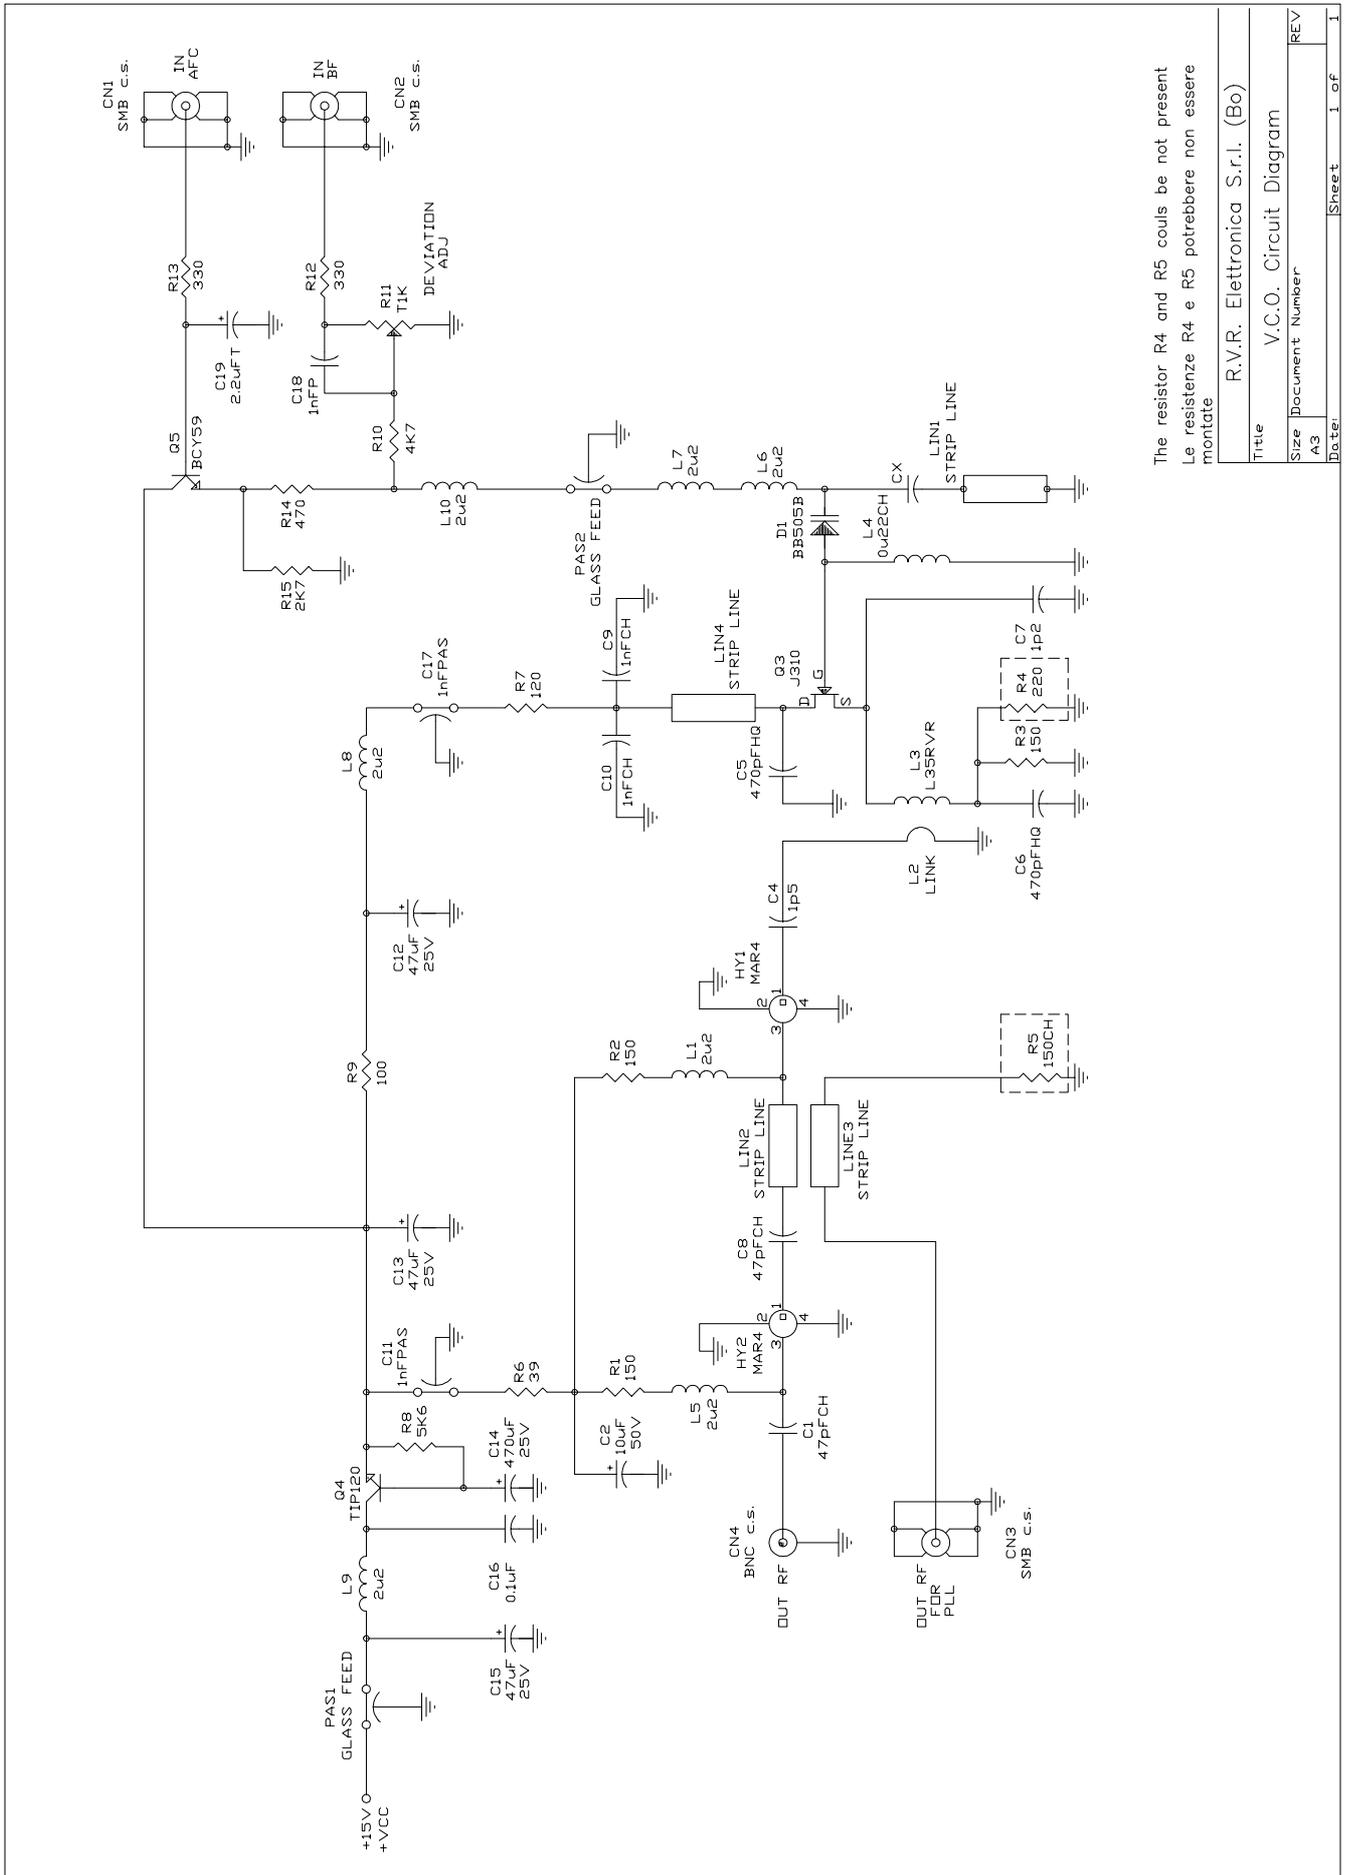 CN1
SMB c.s.
IN
AFC
R13
330
C19
2.2uFT
Q5
BCY59
IN
BF
CN2
SMB c.s.
R12
330
R11
T1K
DEVIATION
ADJ
C18
1nFP
R10
4K7
R14
470
R15
2K7
L10
2u2
PAS2
GLASS FEED
L7
2u2
L6
2u2
D1
BB505B
CX
LIN1
STRIP LINE
L4
0u22CH
L8
2u2
C17
1nFPAS
R7
120
C9
1nFCH
C10
1nFCH
LIN4
STRIP LINE
Q3
J310
D
G
S
C5
470pFHQ
C7
1p2
R4
220
R3
150
L3
L35RVR
C6
470pFHQ
L2
LINK
C4
1p5
HY1
MAR4
1
2
3
4
C12
47uF
25V
R9
100
R2
150
L1
2u2
LIN2
STRIP LINE
LINE3
STRIP LINE
R5
150CH
C13
47uF
25V
C8
47pFCH
HY2
MAR4
1
2
3
4
C11
1nFPAS
R6
39
R1
150
L5
2u2
C1
47pFCH
R8
5K6
C14
470uF
25V
C2
10uF
50V
Q4
TIP120
L9
2u2
C16
0.1uF
C15
47uF
25V
PAS1
GLASS FEED
+15V
+VCC
CN4
BNC c.s.
OUT RF
CN3
SMB c.s.
OUT RF
FOR
PLL
The resistor R4 and R5 couls be not present
Le resistenze R4 e R5 potrebbere non essere
montate
R.V.R. Elettronica S.r.l. (Bo)
Title
V.C.O. Circuit Diagram
Size
Document Number
REV
A3
Date:
Sheet 1 of 1